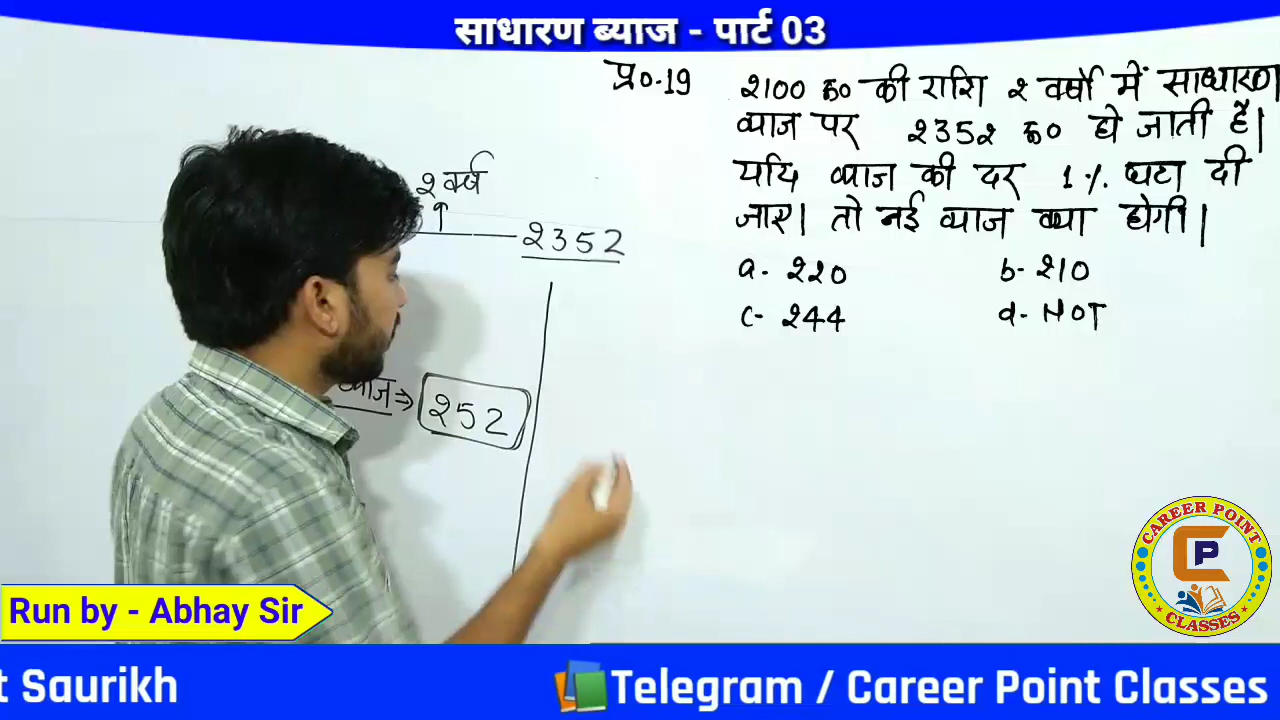 साधारण ब्याज - पार्ट 03
प्र०.19 2100 रू० की राशि 2 वर्षों में साधारण
ब्याज पर 2352 रू० हो जाती है।
यदि ब्याज की दर 1% घटा दी
जाए। तो नई ब्याज क्या होगी।
a- 220 b- 210
c- 244 d- NOT
2 वर्ष
2352
ब्याज ⇒ 252
CAREER POINT
CP
CLASSES
Run by - Abhay Sir
t Saurikh Telegram / Career Point Classes